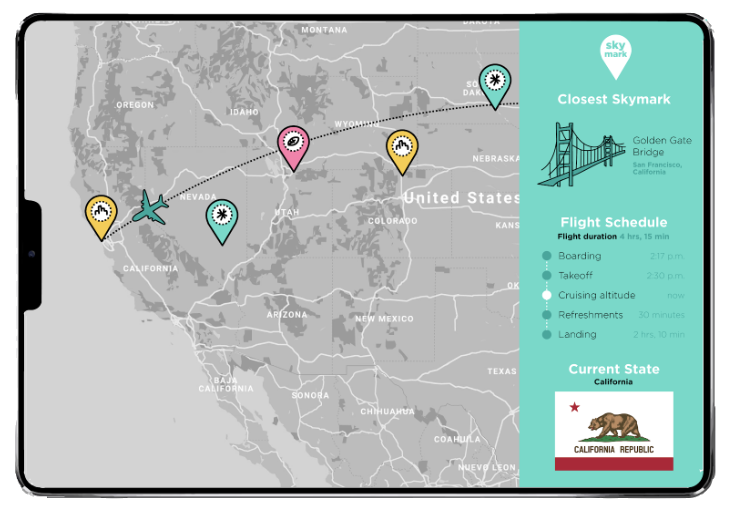 MONTANA
DAKOTA
OREGON
IDAHO
SO
DAK
WYOMI
NEBRASKA
NEVADA
UTAH
United States
COLORADO
KANS
CALIFORNIA
OK
ARIZONA
NEW MEXICO
TEXAS
BAJA
CALIFORNIA
SONORA
CHIHUAHUA
COAHUILA
NUEVO LEON
sky
mark
Closest Skymark
Golden Gate
Bridge
San Francisco,
California
Flight Schedule
Flight duration 4 hrs, 15 min
Boarding 2:17 p.m.
Takeoff 2:30 p.m.
Cruising altitude now
Refreshments 30 minutes
Landing 2 hrs, 10 min
Current State
California
CALIFORNIA REPUBLIC